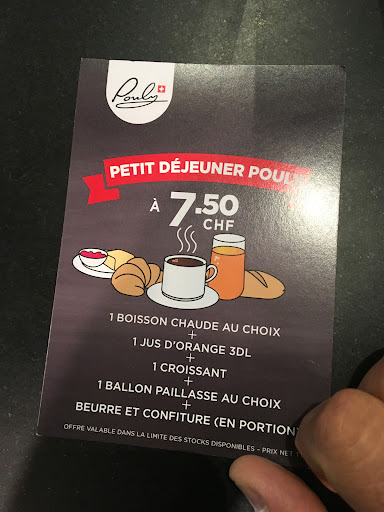 Pouly
PETIT DÉJEUNER POUL
À 7.50
CHF
1 BOISSON CHAUDE AU CHOIX
+
1 JUS D'ORANGE 3DL
+
1 CROISSANT
+
1 BALLON PAILLASSE AU CHOIX
+
BEURRE ET CONFITURE (EN PORTION)
OFFRE VALABLE DANS LA LIMITE DES STOCKS DISPONIBLES - PRIX NET